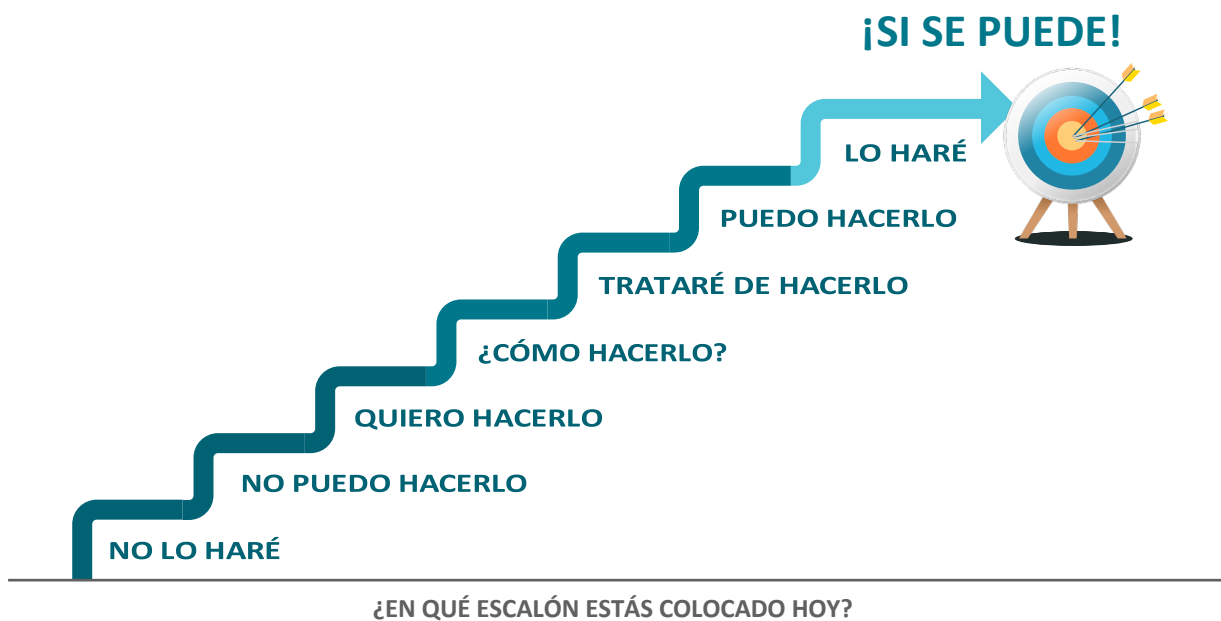 ¡SI SE PUEDE!
LO HARÉ
PUEDO HACERLO
TRATARÉ DE HACERLO
¿CÓMO HACERLO?
QUIERO HACERLO
NO PUEDO HACERLO
NO LO HARÉ
¿EN QUÉ ESCALÓN ESTÁS COLOCADO HOY?